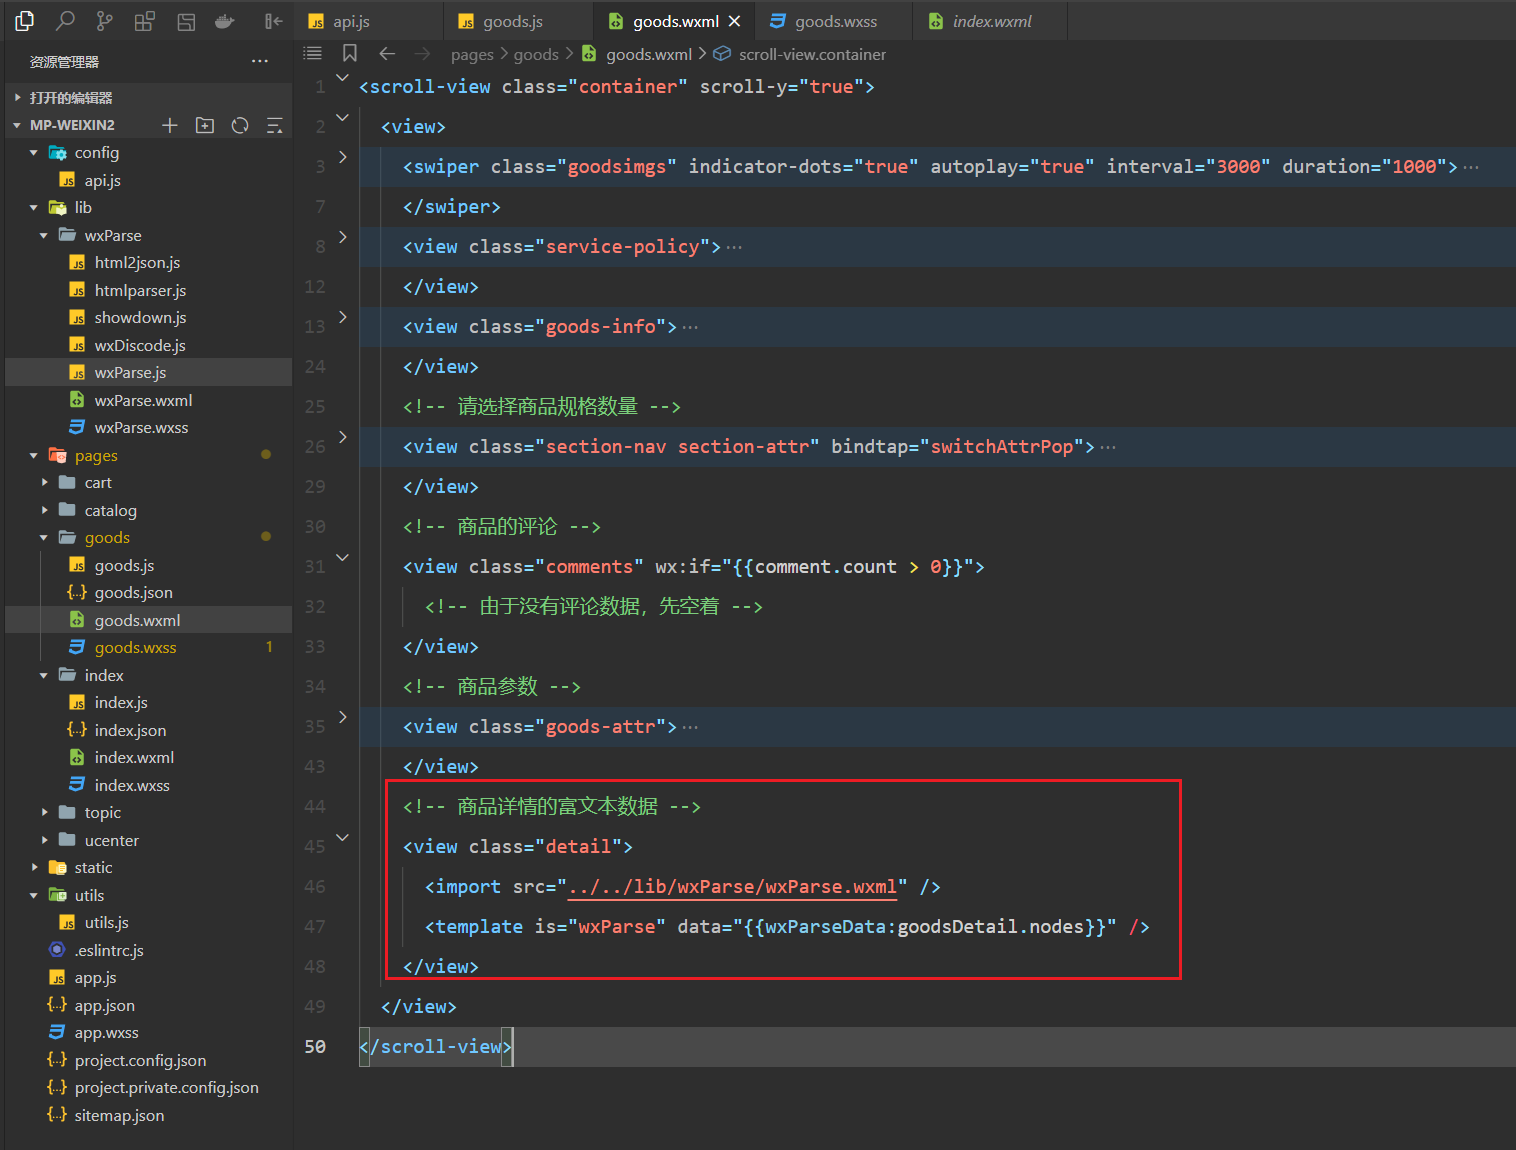 api.js
goods.js
goods.wxml
goods.wxss
index.wxml
资源管理器
pages > goods > goods.wxml > scroll-view.container
打开的编辑器
MP-WEIXIN2
config
api.js
lib
wxParse
html2json.js
htmlparser.js
showdown.js
wxDiscode.js
wxParse.js
wxParse.wxml
wxParse.wxss
pages
cart
catalog
goods
goods.js
goods.json
goods.wxml
goods.wxss 1
index
index.js
index.json
index.wxml
index.wxss
topic
ucenter
static
utils
utils.js
.eslintrc.js
app.js
app.json
app.wxss
project.config.json
project.private.config.json
sitemap.json
1 <scroll-view class="container" scroll-y="true">
2 <view>
3 <swiper class="goodsimgs" indicator-dots="true" autoplay="true" interval="3000" duration="1000">···
7 </swiper>
8 <view class="service-policy">···
12 </view>
13 <view class="goods-info">···
24 </view>
25 <!-- 请选择商品规格数量 -->
26 <view class="section-nav section-attr" bindtap="switchAttrPop">···
29 </view>
30 <!-- 商品的评论 -->
31 <view class="comments" wx:if="{{comment.count > 0}}">
32 <!-- 由于没有评论数据，先空着 -->
33 </view>
34 <!-- 商品参数 -->
35 <view class="goods-attr">···
43 </view>
44 <!-- 商品详情的富文本数据 -->
45 <view class="detail">
46 <import src="../../lib/wxParse/wxParse.wxml" />
47 <template is="wxParse" data="{{wxParseData:goodsDetail.nodes}}" />
48 </view>
49 </view>
50 </scroll-view>